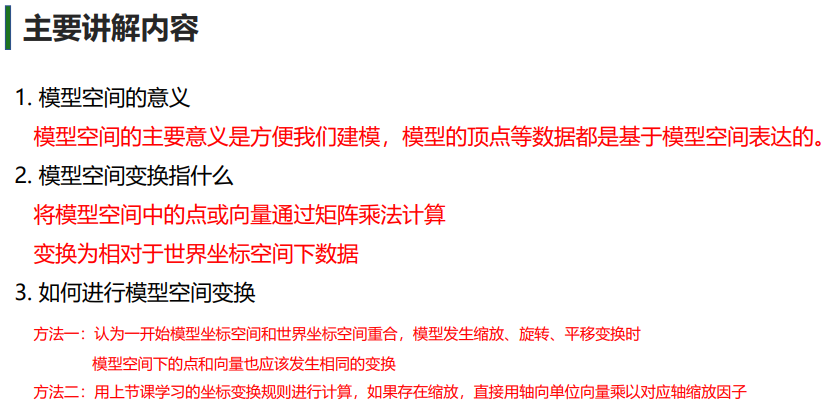 主要讲解内容
1. 模型空间的意义
模型空间的主要意义是方便我们建模，模型的顶点等数据都是基于模型空间表达的。
2. 模型空间变换指什么
将模型空间中的点或向量通过矩阵乘法计算
变换为相对于世界坐标空间下数据
3. 如何进行模型空间变换
方法一：认为一开始模型坐标空间和世界坐标空间重合，模型发生缩放、旋转、平移变换时
模型空间下的点和向量也应该发生相同的变换
方法二：用上节课学习的坐标变换规则进行计算，如果存在缩放，直接用轴向单位向量乘以对应轴缩放因子